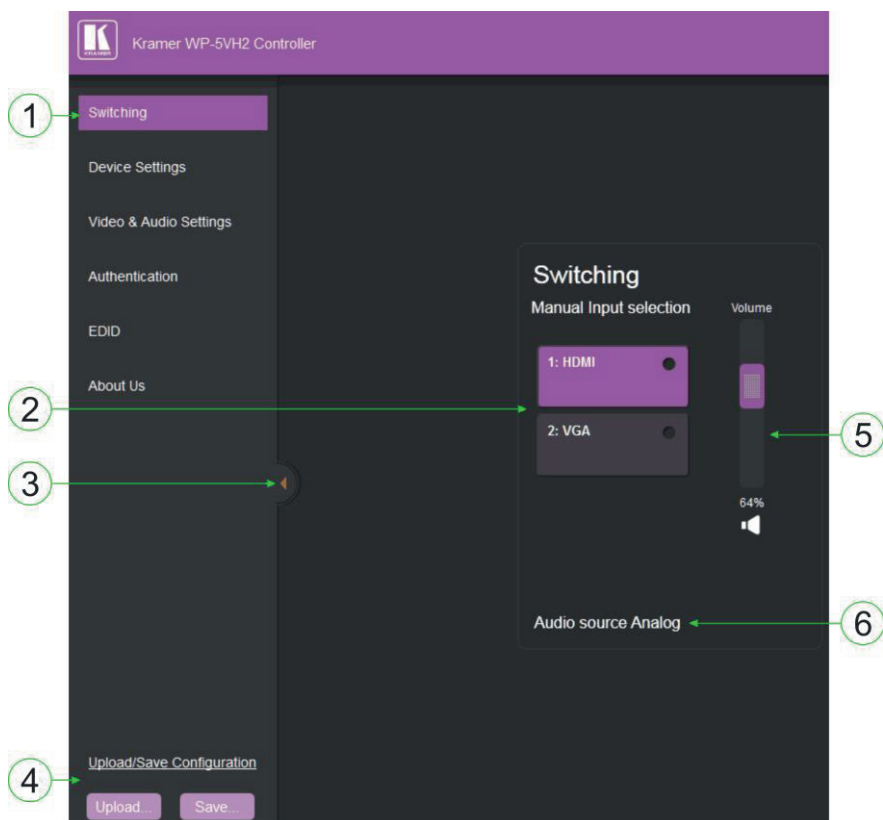 KRAMER
Kramer WP-5VH2 Controller
1
Switching
Device Settings
Video & Audio Settings
Authentication
EDID
About Us
2
3
Switching
Manual Input selection
Volume
1: HDMI
2: VGA
5
64%
Audio source Analog
6
4
Upload/Save Configuration
Upload...
Save...